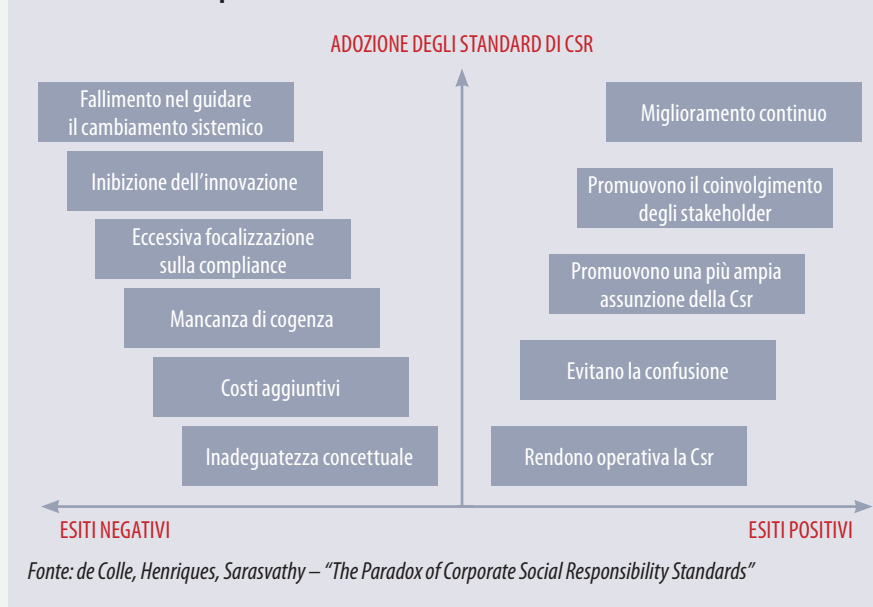 ADOZIONE DEGLI STANDARD DI CSR
Fallimento nel guidare
il cambiamento sistemico
Inibizione dell'innovazione
Eccessiva focalizzazione
sulla compliance
Mancanza di cogenza
Costi aggiuntivi
Inadeguatezza concettuale
Miglioramento continuo
Promuovono il coinvolgimento
degli stakeholder
Promuovono una più ampia
assunzione della Csr
Evitano la confusione
Rendono operativa la Csr
ESITI NEGATIVI
ESITI POSITIVI
Fonte: de Colle, Henriques, Sarasvathy – “The Paradox of Corporate Social Responsibility Standards”